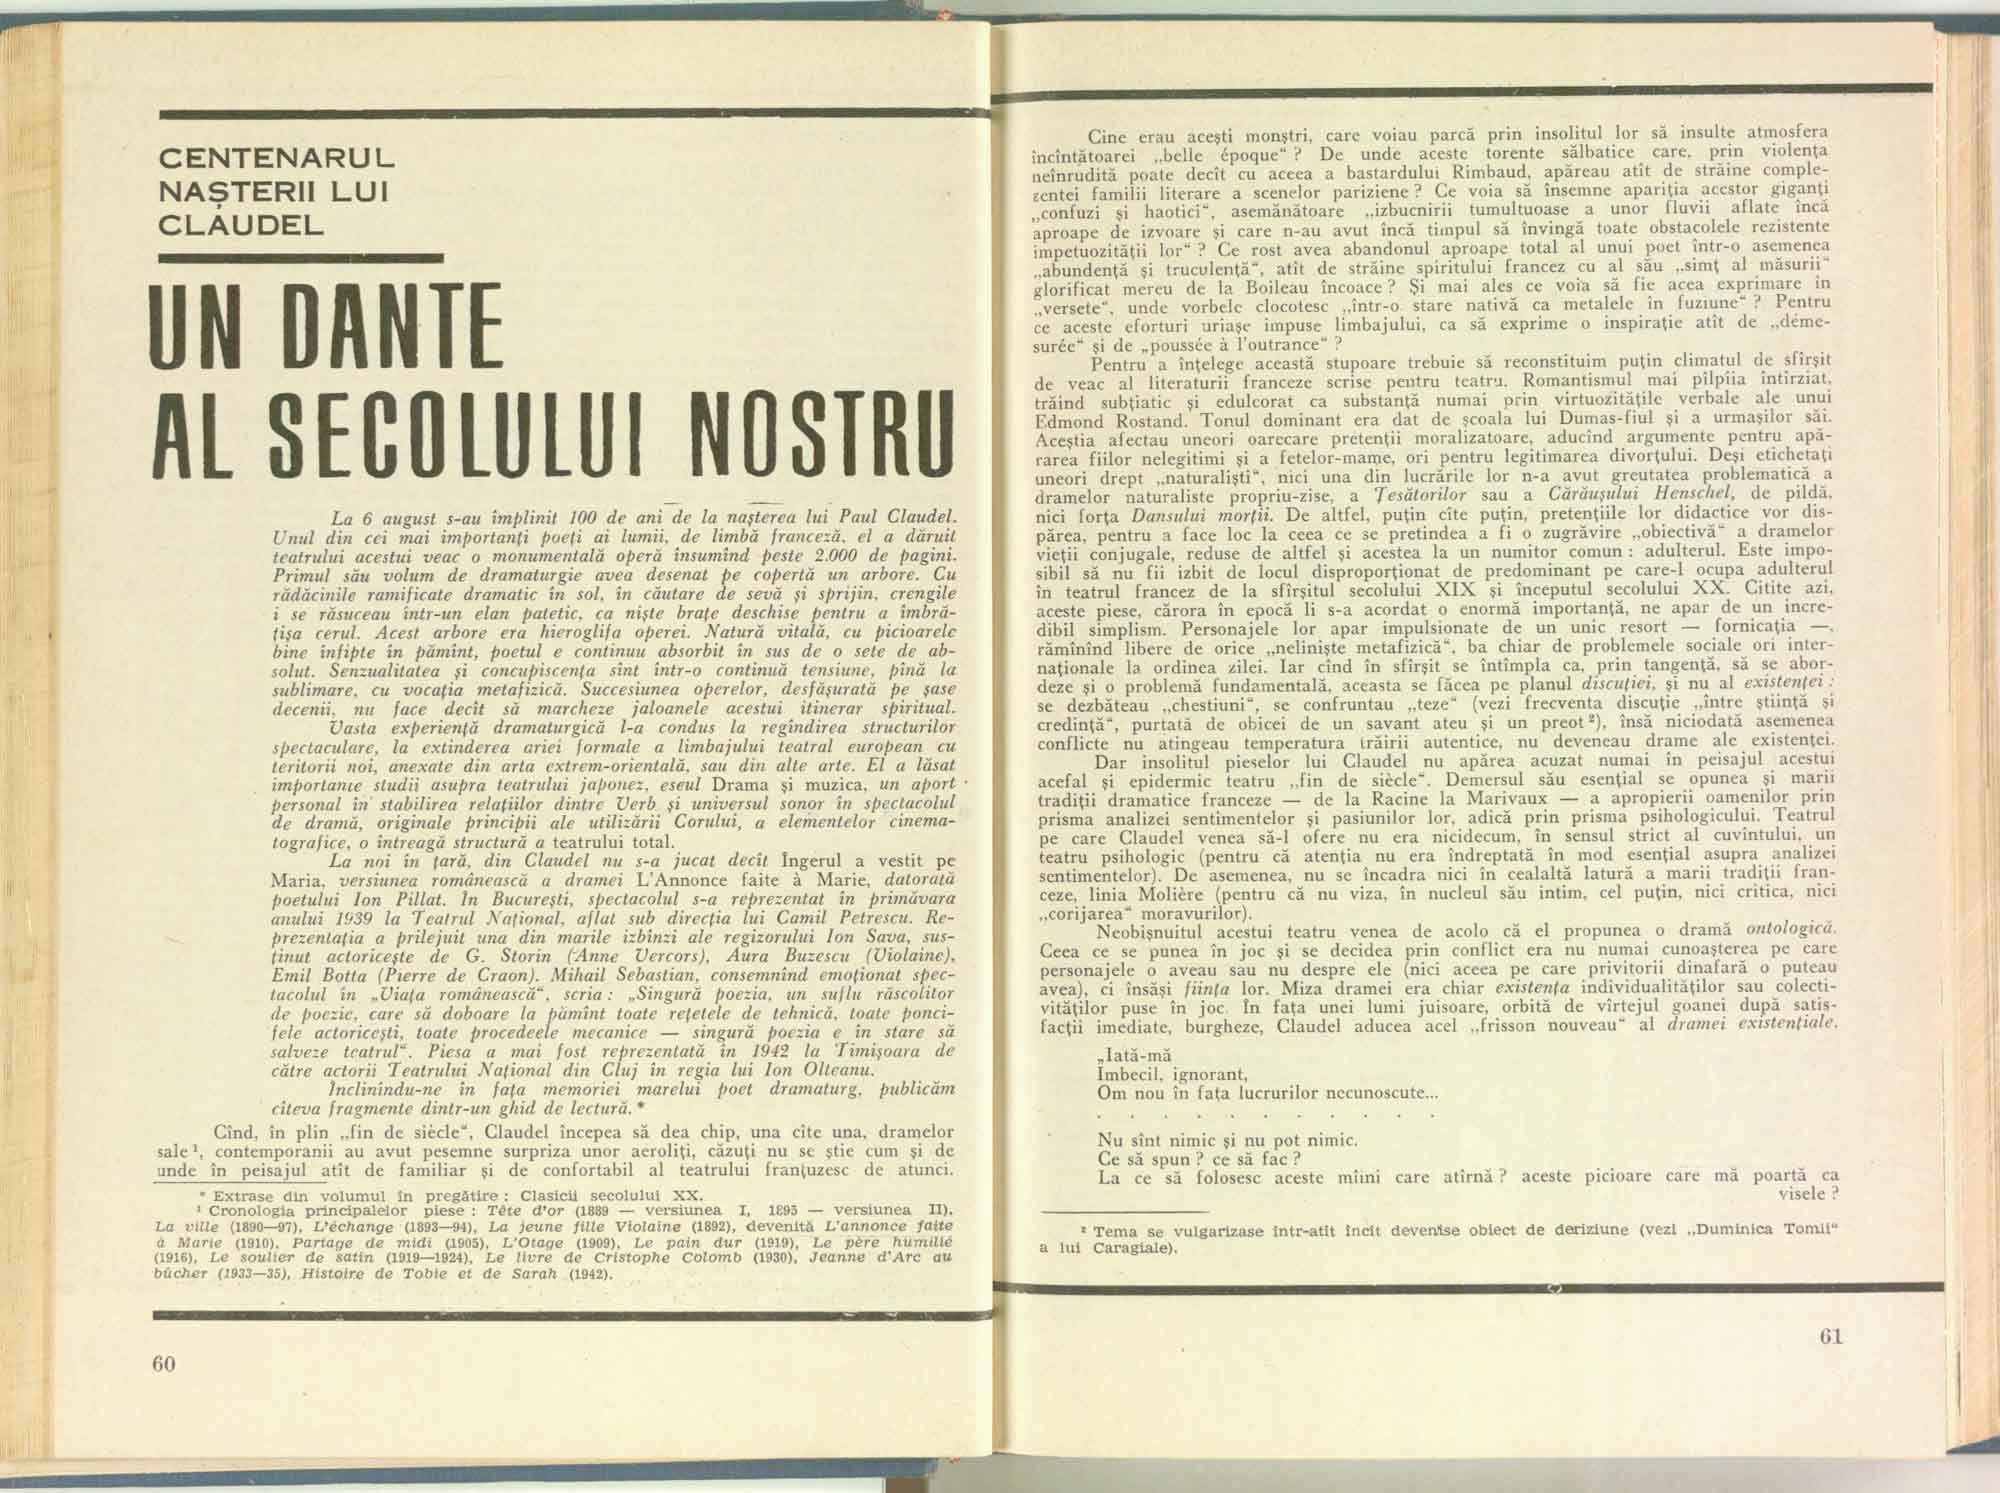 CENTENARUL
NAȘTERII LUI
CLAUDEL
UN DANTE
AL SECOLULUI NOSTRU
La 6 august s-au împlinit 100 de ani de la nașterea lui Paul Claudel.
Unul din cei mai importanți poeți ai lumii, de limbă franceză, el a dăruit
teatrului acestui veac o monumentală operă însumînd peste 2.000 de pagini.
Primul său volum de dramaturgie avea desenat pe copertă un arbore. Cu
rădăcinile ramificate dramatic în sol, în căutare de sevă și sprijin, crengile
i se răsuceau într-un elan patetic, ca niște brațe deschise pentru a îmbră-
țișa cerul. Acest arbore era hieroglifa operei. Natură vitală, cu picioarele
bine înfipte în pămînt, poetul e continuu absorbit în sus de o sete de ab-
solut. Senzualitatea și concupiscența sînt într-o continuă tensiune, pînă la
sublimare, cu vocația metafizică. Succesiunea operelor, desfășurată pe șase
decenii, nu face decît să marcheze jaloanele acestui itinerar spiritual.
Vasta experiență dramaturgică l-a condus la regîndirea structurilor
spectaculare, la extinderea ariei formale a limbajului teatral european cu
teritorii noi, anexate din arta extrem-orientală, sau din alte arte. El a lăsat
importante studii asupra teatrului japonez, eseul Drama și muzica, un aport
personal în stabilirea relațiilor dintre Verb și universul sonor în spectacolul
de dramă, originale principii ale utilizării Corului, a elementelor cinema-
tografice, o întreagă structură a teatrului total.
La noi în țară, din Claudel nu s-a jucat decît Îngerul a vestit pe
Maria, versiunea românească a dramei L'Annonce faite à Marie, datorată
poetului Ion Pillat. În București, spectacolul s-a reprezentat în primăvara
anului 1939 la Teatrul Național, aflat sub direcția lui Camil Petrescu. Re-
prezentația a prilejuit una din marile izbînzi ale regizorului Ion Sava, sus-
ținut actoricește de G. Storin (Anne Vercors), Aura Buzescu (Violaine),
Emil Botta (Pierre de Craon). Mihail Sebastian, consemnînd emoționat spec-
tacolul în „Viața românească“, scria : „Singură poezia, un suflu răscolitor
de poezie, care să doboare la pămînt toate rețetele de tehnică, toate ponci-
fele actoricești, toate procedeele mecanice — singură poezia e în stare să
salveze teatrul“. Piesa a mai fost reprezentată în 1942 la Timișoara de
către actorii Teatrului Național din Cluj în regia lui Ion Olteanu.
Inclinîndu-ne în fața memoriei marelui poet dramaturg, publicăm
cîteva fragmente dintr-un ghid de lectură. *
Cînd, în plin „fin de siècle“, Claudel începea să dea chip, una cîte una, dramelor
sale ¹, contemporanii au avut pesemne surpriza unor aeroliți, căzuți nu se știe cum și de
unde în peisajul atît de familiar și de confortabil al teatrului franțuzesc de atunci.
* Extrase din volumul în pregătire : Clasicii secolului XX.
¹ Cronologia principalelor piese : Tête d'or (1889 — versiunea I, 1895 — versiunea II),
La ville (1890—97), L'échange (1893—94), La jeune fille Violaine (1892), devenită L'annonce faite
à Marie (1910), Partage de midi (1905), L'Otage (1909), Le pain dur (1919), Le père humilié
(1916), Le soulier de satin (1919—1924), Le livre de Cristophe Colomb (1930), Jeanne d'Arc au
bûcher (1933—35), Histoire de Tobie et de Sarah (1942).
60
Cine erau acești monștri, care voiau parcă prin insolitul lor să insulte atmosfera
încîntătoarei „belle époque“ ? De unde aceste torente sălbatice care, prin violența
neînrudită poate decît cu aceea a bastardului Rimbaud, apăreau atît de străine comple-
zentei familii literare a scenelor pariziene ? Ce voia să însemne apariția acestor giganți
„confuzi și haotici“, asemănătoare „izbucnirii tumultuoase a unor fluvii aflate încă
aproape de izvoare și care n-au avut încă timpul să învingă toate obstacolele rezistente
impetuozității lor“ ? Ce rost avea abandonul aproape total al unui poet într-o asemenea
„abundență și truculență“, atît de străine spiritului francez cu al său „simț al măsurii“
glorificat mereu de la Boileau încoace ? Și mai ales ce voia să fie acea exprimare în
„versete“, unde vorbele clocotesc „într-o stare nativă ca metalele în fuziune“ ? Pentru
ce aceste eforturi uriașe impuse limbajului, ca să exprime o inspirație atît de „déme-
surée“ și de „poussée à l'outrance“ ?
Pentru a înțelege această stupoare trebuie să reconstituim puțin climatul de sfîrșit
de veac al literaturii franceze scrise pentru teatru. Romantismul mai pîlpîia întîrziat,
trăind subțiatic și edulcorat ca substanță numai prin virtuozitățile verbale ale unui
Edmond Rostand. Tonul dominant era dat de școala lui Dumas-fiul și a urmașilor săi.
Aceștia afectau uneori oarecare pretenții moralizatoare, aducînd argumente pentru apă-
rarea fiilor nelegitimi și a fetelor-mame, ori pentru legitimarea divorțului. Deși etichetați
uneori drept „naturaliști“, nici una din lucrările lor n-a avut greutatea problematică a
dramelor naturaliste propriu-zise, a Țesătorilor sau a Cărăușului Henschel, de pildă,
nici forța Dansului morții. De altfel, puțin cîte puțin, pretențiile lor didactice vor dis-
părea, pentru a face loc la ceea ce se pretindea a fi o zugrăvire „obiectivă“ a dramelor
vieții conjugale, reduse de altfel și acestea la un numitor comun : adulterul. Este impo-
sibil să nu fii izbit de locul disproporționat de predominant pe care-l ocupa adulterul
în teatrul francez de la sfîrșitul secolului XIX și începutul secolului XX. Citite azi,
aceste piese, cărora în epocă li s-a acordat o enormă importanță, ne apar de un incre-
dibil simplism. Personajele lor apar impulsionate de un unic resort — fornicația —,
rămînînd libere de orice „neliniște metafizică“, ba chiar de problemele sociale ori inter-
naționale la ordinea zilei. Iar cînd în sfîrșit se întîmpla ca, prin tangență, să se abor-
deze și o problemă fundamentală, aceasta se făcea pe planul discuției, și nu al existenței :
se dezbăteau „chestiuni“, se confruntau „teze“ (vezi frecventa discuție „între știință și
credință“, purtată de obicei de un savant ateu și un preot ²), însă niciodată asemenea
conflicte nu atingeau temperatura trăirii autentice, nu deveneau drame ale existenței.
Dar insolitul pieselor lui Claudel nu apărea acuzat numai în peisajul acestui
acefal și epidermic teatru „fin de siècle“. Demersul său esențial se opunea și marii
tradiții dramatice franceze — de la Racine la Marivaux — a apropierii oamenilor prin
prisma analizei sentimentelor și pasiunilor lor, adică prin prisma psihologicului. Teatrul
pe care Claudel venea să-l ofere nu era nicidecum, în sensul strict al cuvîntului, un
teatru psihologic (pentru că atenția nu era îndreptată în mod esențial asupra analizei
sentimentelor). De asemenea, nu se încadra nici în cealaltă latură a marii tradiții fran-
ceze, linia Molière (pentru că nu viza, în nucleul său intim, cel puțin, nici critica, nici
„corijarea“ moravurilor).
Neobișnuitul acestui teatru venea de acolo că el propunea o dramă ontologică.
Ceea ce se punea în joc și se decidea prin conflict era nu numai cunoașterea pe care
personajele o aveau sau nu despre ele (nici aceea pe care privitorii dinafară o puteau
avea), ci însăși ființa lor. Miza dramei era chiar existența individualităților sau colecti-
vităților puse în joc. În fața unei lumi juisoare, orbită de vîrtejul goanei după satis-
facții imediate, burgheze, Claudel aducea acel „frisson nouveau“ al dramei existențiale.
„Iată-mă
Imbecil, ignorant,
Om nou în fața lucrurilor necunoscute...
. . . . . . . . . . .
Nu sînt nimic și nu pot nimic.
Ce să spun ? ce să fac ?
La ce să folosesc aceste mîini care atîrnă ? aceste picioare care mă poartă ca
visele ?
² Tema se vulgarizase într-atît încît devenise obiect de deriziune (vezi „Duminica Tomii“
a lui Caragiale).
61